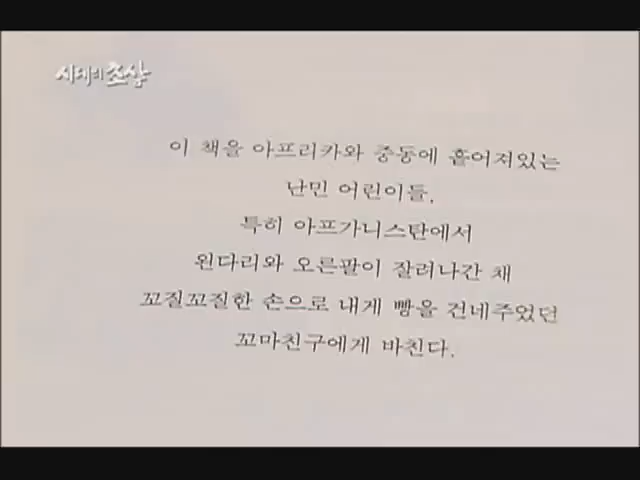 시대의 초상
이 책을 아프리카와 중동에 흩어져있는
난민 어린이들,
특히 아프가니스탄에서
왼다리와 오른팔이 잘려나간 채
꼬질꼬질한 손으로 내게 빵을 건네주었던
꼬마친구에게 바친다.